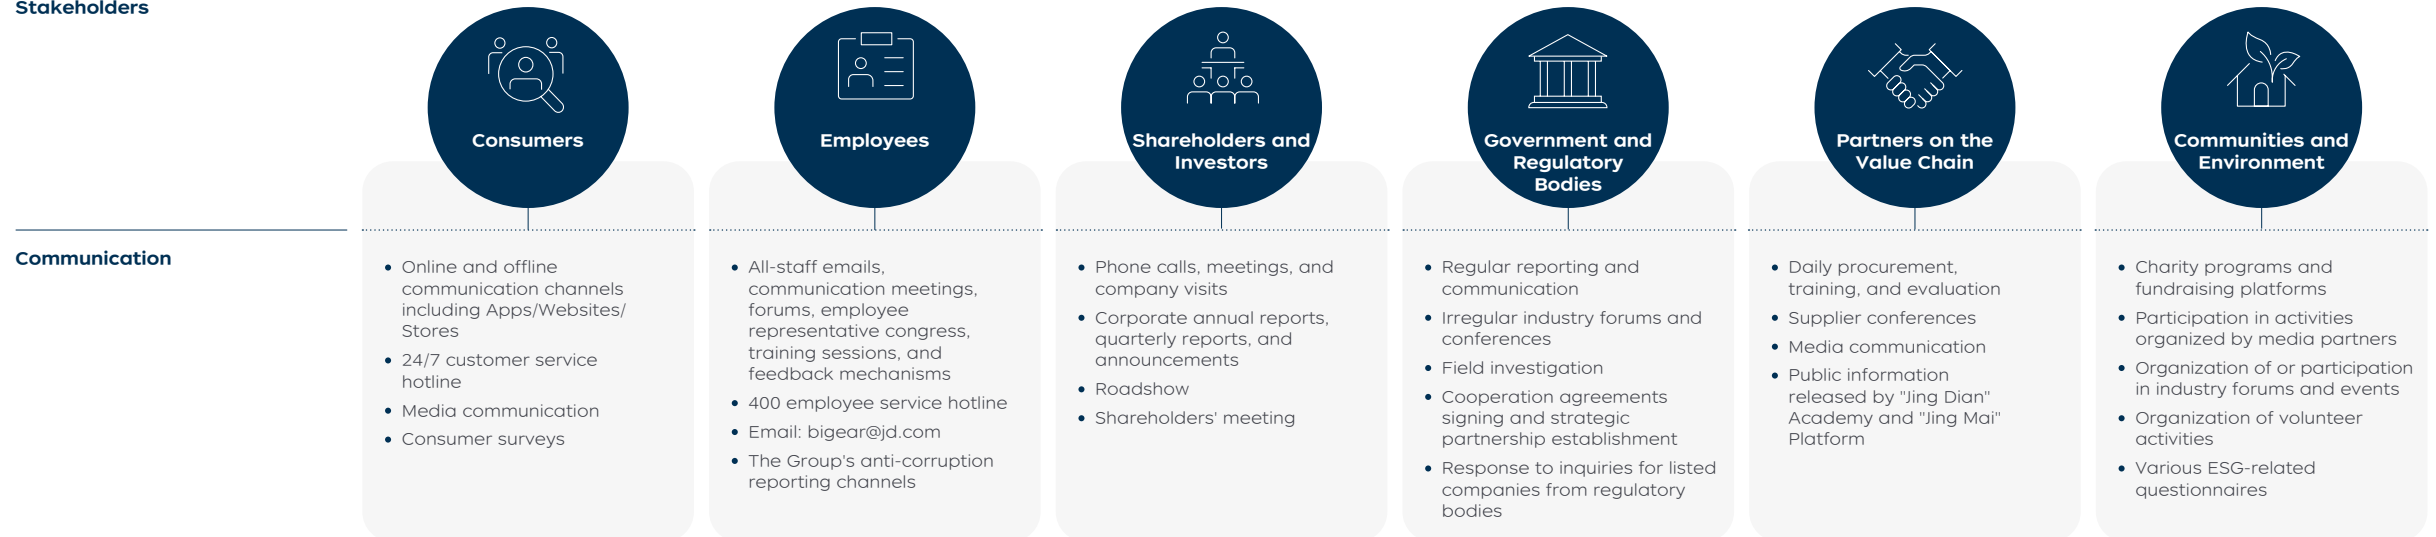 Stakeholders
Consumers
Employees
Shareholders and
Investors
Government and
Regulatory
Bodies
Partners on the
Value Chain
Communities and
Environment
Communication
• Online and offline
communication channels
including Apps/Websites/
Stores
• 24/7 customer service
hotline
• Media communication
• Consumer surveys
• All-staff emails,
communication meetings,
forums, employee
representative congress,
training sessions, and
feedback mechanisms
• 400 employee service hotline
• Email: bigear@jd.com
• The Group's anti-corruption
reporting channels
• Phone calls, meetings, and
company visits
• Corporate annual reports,
quarterly reports, and
announcements
• Roadshow
• Shareholders' meeting
• Regular reporting and
communication
• Irregular industry forums and
conferences
• Field investigation
• Cooperation agreements
signing and strategic
partnership establishment
• Response to inquiries for listed
companies from regulatory
bodies
• Daily procurement,
training, and evaluation
• Supplier conferences
• Media communication
• Public information
released by "Jing Dian"
Academy and "Jing Mai"
Platform
• Charity programs and
fundraising platforms
• Participation in activities
organized by media partners
• Organization of or participation
in industry forums and events
• Organization of volunteer
activities
• Various ESG-related
questionnaires